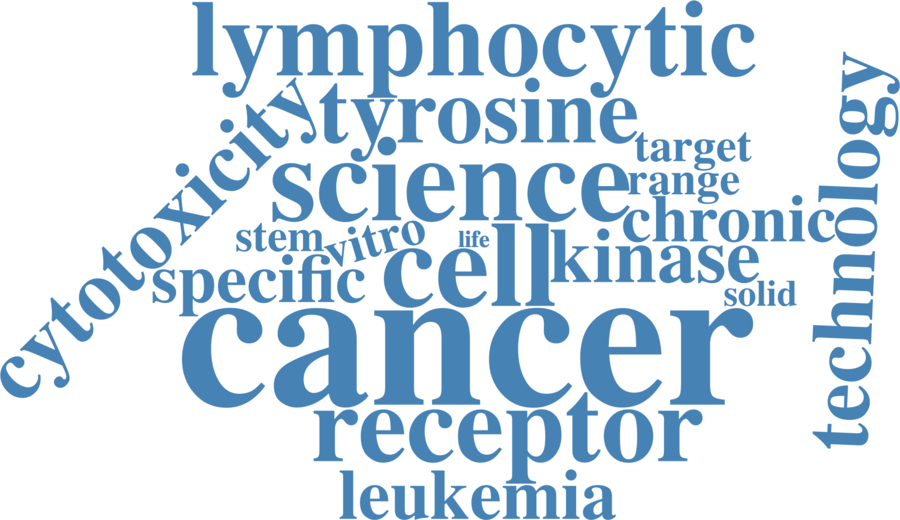 lymphocytic
tyrosine
cytotoxicity
technology
target
science
range
chronic
stem
vitro
life
cell
kinase
specific
solid
cancer
receptor
leukemia